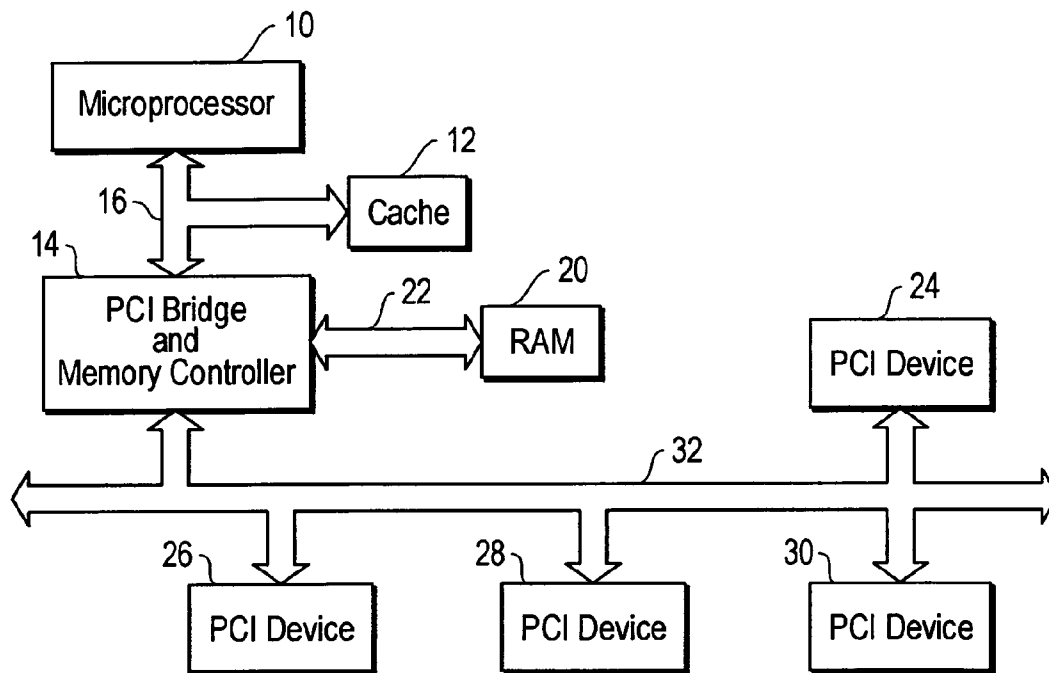 10
Microprocessor
12
Cache
16
14
PCI Bridge
and
Memory Controller
22
20
RAM
24
PCI Device
32
26
PCI Device
28
PCI Device
30
PCI Device